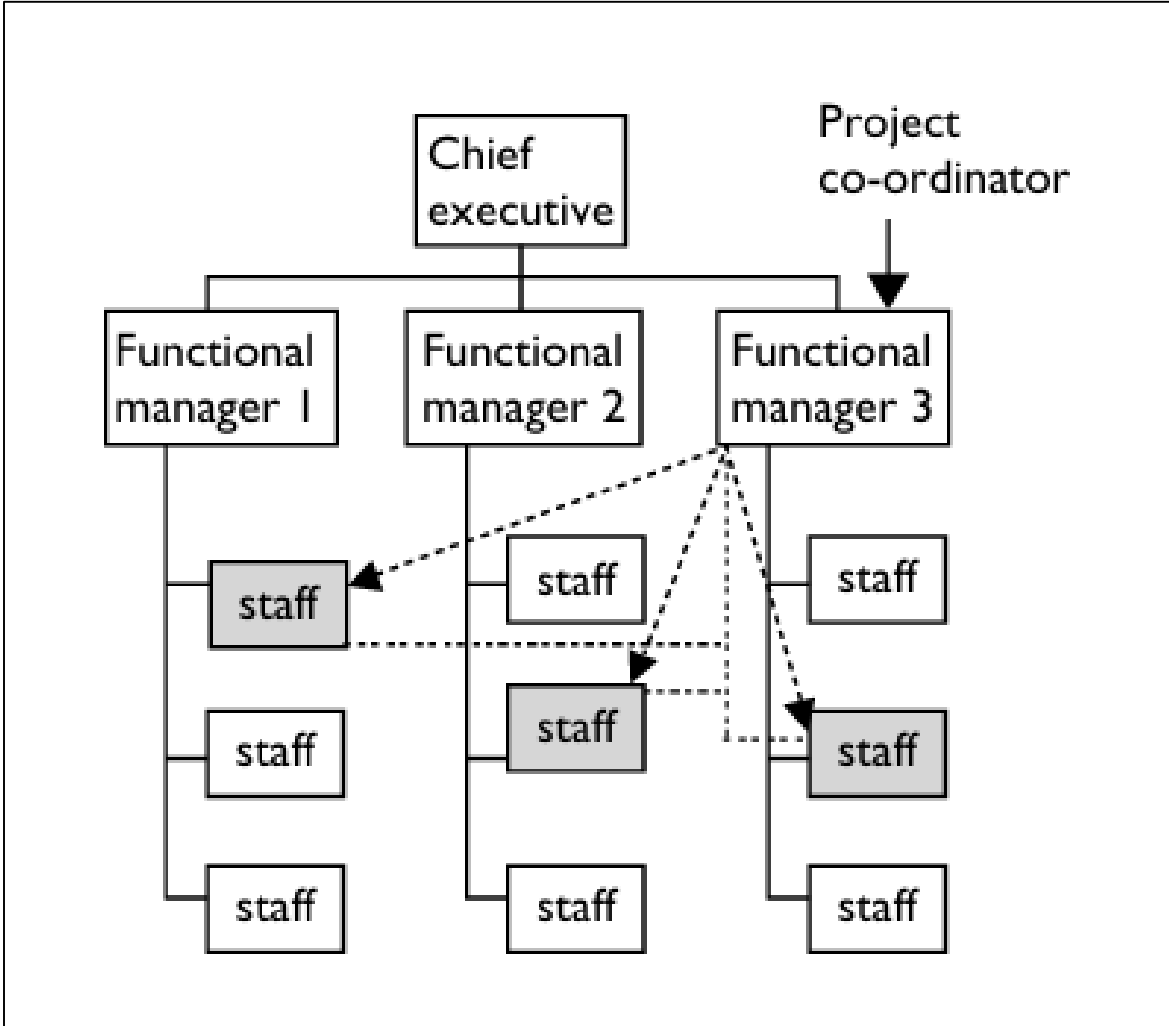 Project
co-ordinator
Chief
executive
Functional
manager 1
Functional
manager 2
Functional
manager 3
staff
staff
staff
staff
staff
staff
staff
staff
staff